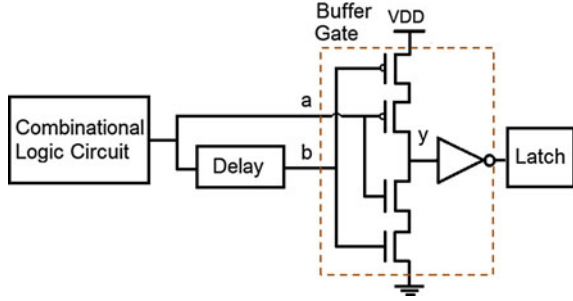 Buffer
Gate
VDD
a
Combinational
Logic Circuit
b
Delay
y
Latch